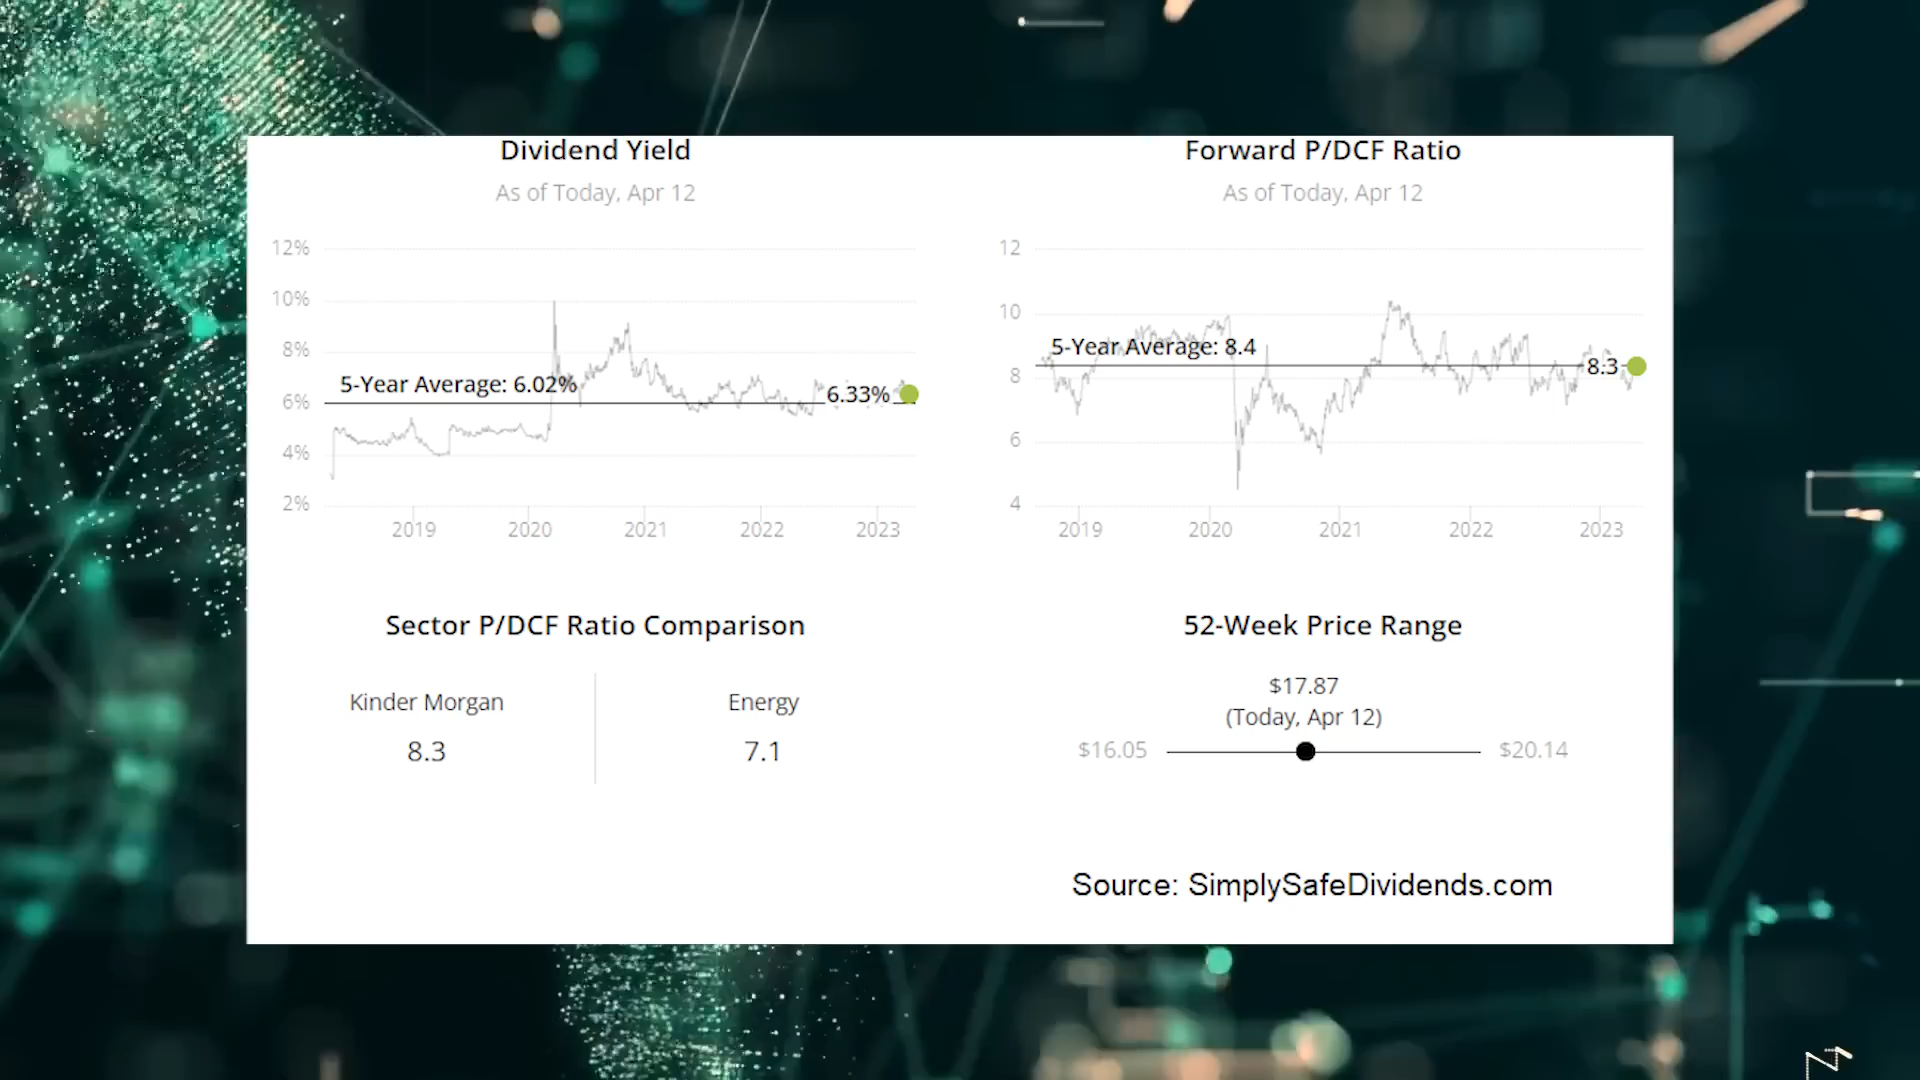 Dividend Yield
As of Today, Apr 12
12%
10%
8%
6%
4%
2%
5-Year Average: 6.02%
6.33%
2019 2020 2021 2022 2023
Forward P/DCF Ratio
As of Today, Apr 12
12
10
8
6
4
5-Year Average: 8.4
8.3
2019 2020 2021 2022 2023
Sector P/DCF Ratio Comparison
Kinder Morgan
8.3
Energy
7.1
52-Week Price Range
$17.87
(Today, Apr 12)
$16.05 $20.14
Source: SimplySafeDividends.com